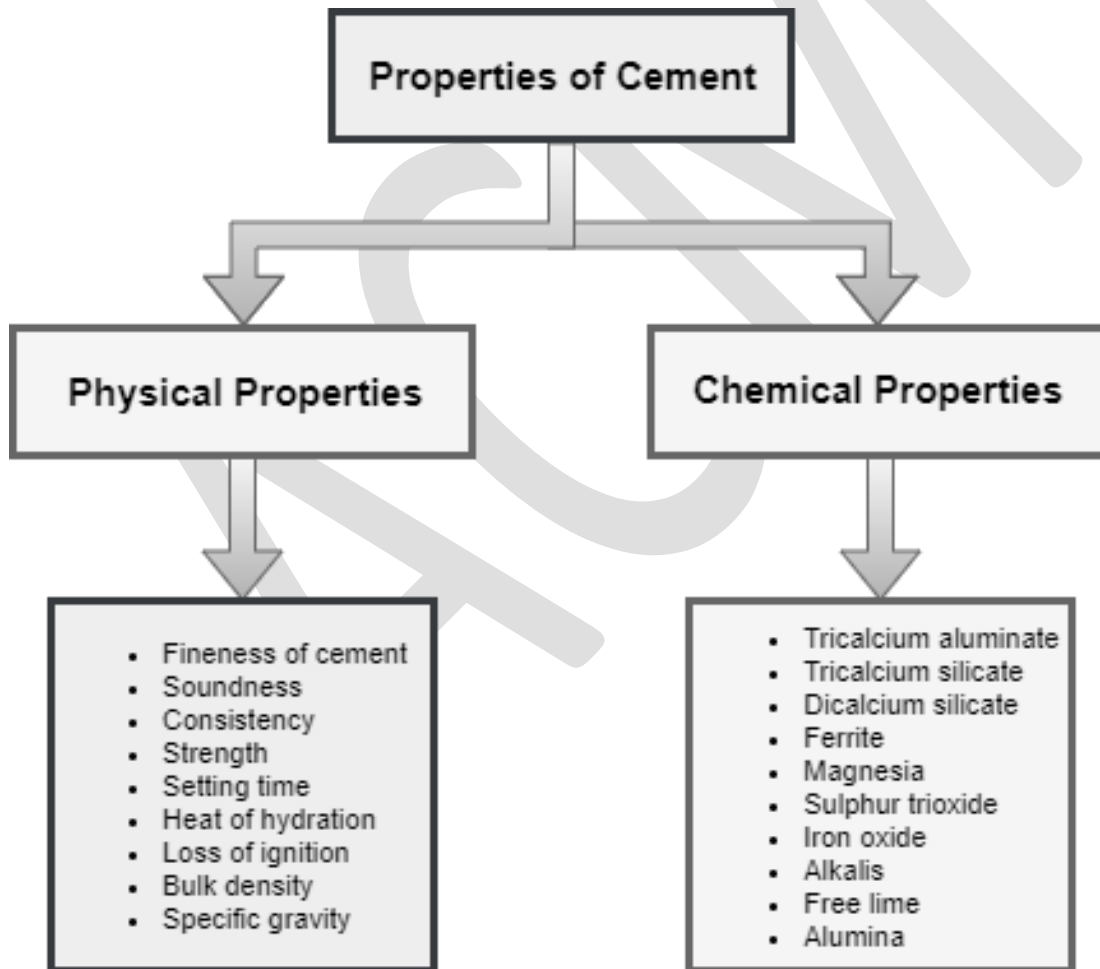 Properties of Cement
Physical Properties
Chemical Properties
• Fineness of cement
• Soundness
• Consistency
• Strength
• Setting time
• Heat of hydration
• Loss of ignition
• Bulk density
• Specific gravity
• Tricalcium aluminate
• Tricalcium silicate
• Dicalcium silicate
• Ferrite
• Magnesia
• Sulphur trioxide
• Iron oxide
• Alkalis
• Free lime
• Alumina